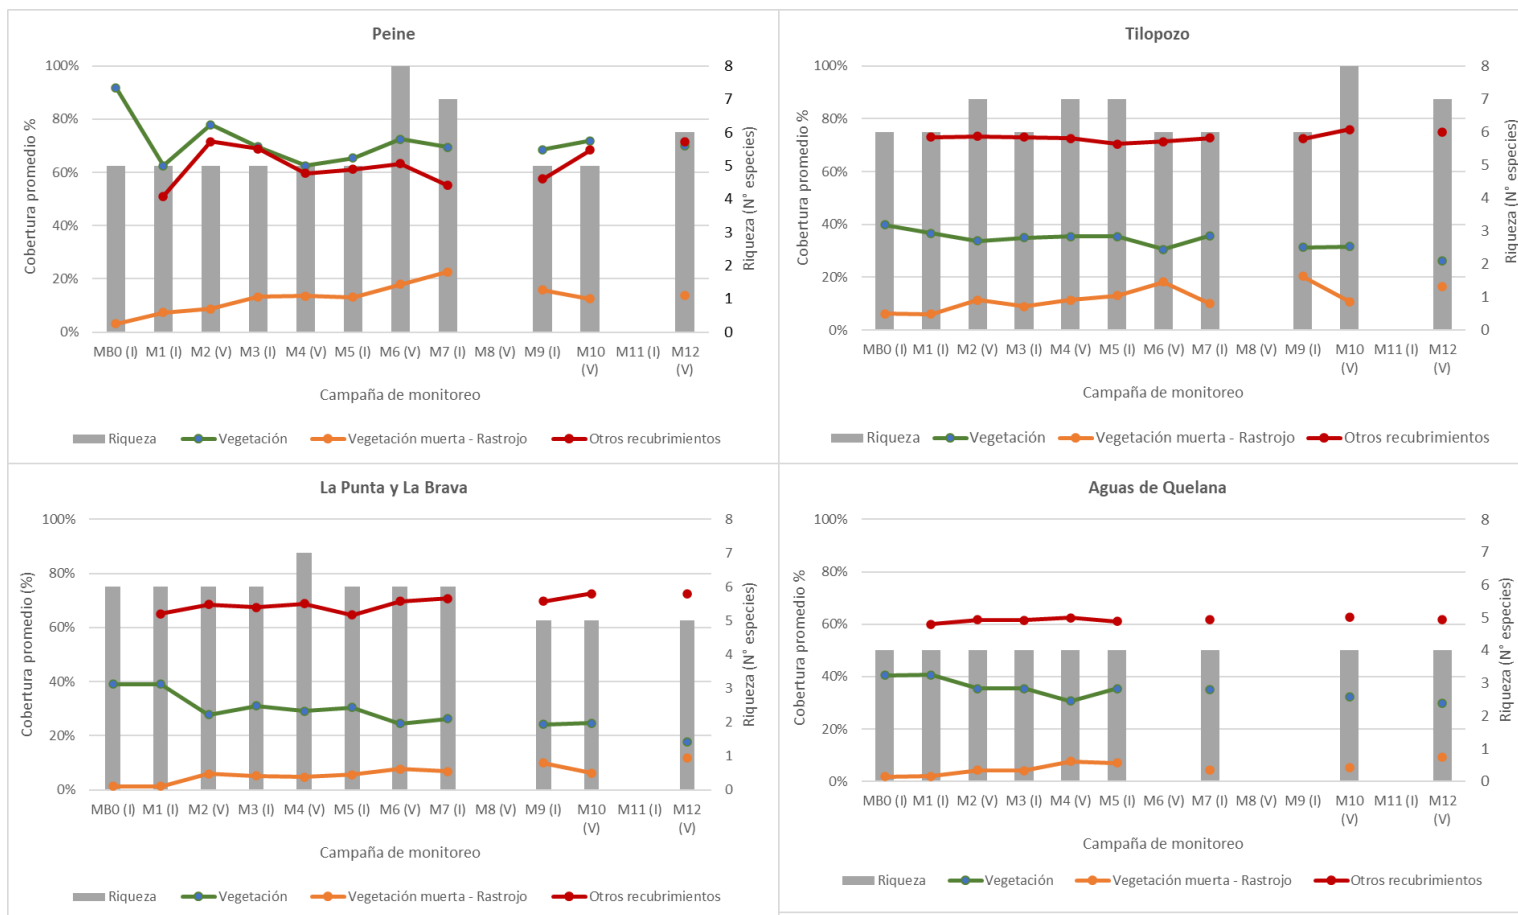 Peine
Cobertura promedio %
100%
80%
60%
40%
20%
0%
8
7
6
5
4
3
2
1
0
Riqueza (N° especies)
MB0 (I) M1 (I) M2 (V) M3 (I) M4 (V) M5 (I) M6 (V) M7 (I) M8 (V) M9 (I) M10 (V) M11 (I) M12 (V)
Campaña de monitoreo
Riqueza Vegetación Vegetación muerta - Rastrojo Otros recubrimientos
Tilopozo
Cobertura promedio %
100%
80%
60%
40%
20%
0%
8
7
6
5
4
3
2
1
0
Riqueza (N° especies)
MB0 (I) M1 (I) M2 (V) M3 (I) M4 (V) M5 (I) M6 (V) M7 (I) M8 (V) M9 (I) M10 (V) M11 (I) M12 (V)
Campaña de monitoreo
Riqueza Vegetación Vegetación muerta - Rastrojo Otros recubrimientos
La Punta y La Brava
Cobertura promedio (%)
100%
80%
60%
40%
20%
0%
8
7
6
5
4
3
2
1
0
Riqueza (N° especies)
MB0 (I) M1 (I) M2 (V) M3 (I) M4 (V) M5 (I) M6 (V) M7 (I) M8 (V) M9 (I) M10 (V) M11 (I) M12 (V)
Campaña de monitoreo
Riqueza Vegetación Vegetación muerta - Rastrojo Otros recubrimientos
Aguas de Quelana
Cobertura promedio %
100%
80%
60%
40%
20%
0%
8
7
6
5
4
3
2
1
0
Riqueza (N° especies)
MB0 (I) M1 (I) M2 (V) M3 (I) M4 (V) M5 (I) M6 (V) M7 (I) M8 (V) M9 (I) M10 (V) M11 (I) M12 (V)
Campaña de monitoreo
Riqueza Vegetación Vegetación muerta - Rastrojo Otros recubrimientos